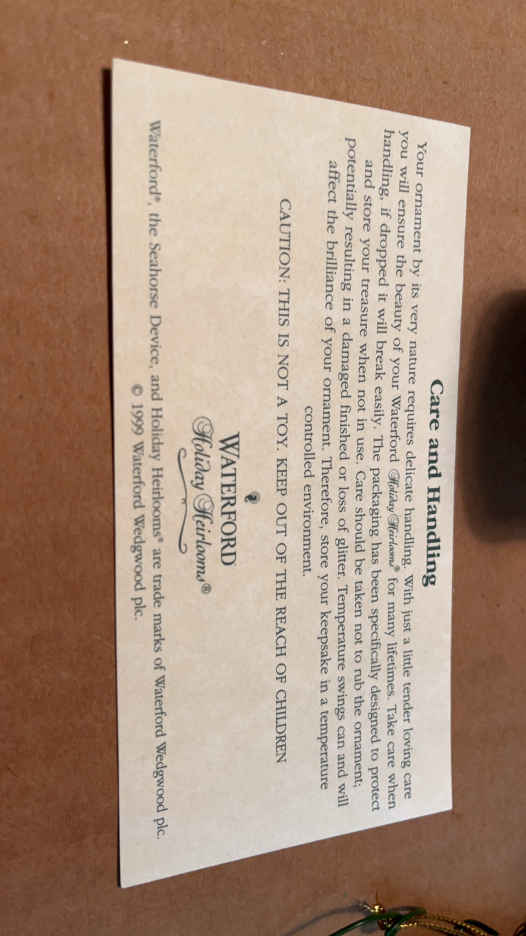 Care and Handling
Your ornament by its very nature requires delicate handling. With just a little tender loving care
you will ensure the beauty of your Waterford Holiday Heirlooms® for many lifetimes. Take care when
handling, if dropped it will break easily. The packaging has been specifically designed to protect
and store your treasure when not in use. Care should be taken not to rub the ornament;
potentially resulting in a damaged finished or loss of glitter. Temperature swings can and will
affect the brilliance of your ornament. Therefore, store your keepsake in a temperature
controlled environment.
CAUTION: THIS IS NOT A TOY. KEEP OUT OF THE REACH OF CHILDREN
WATERFORD
Holiday Heirlooms®
Waterford®, the Seahorse Device, and Holiday Heirlooms® are trade marks of Waterford Wedgwood plc.
© 1999 Waterford Wedgwood plc.